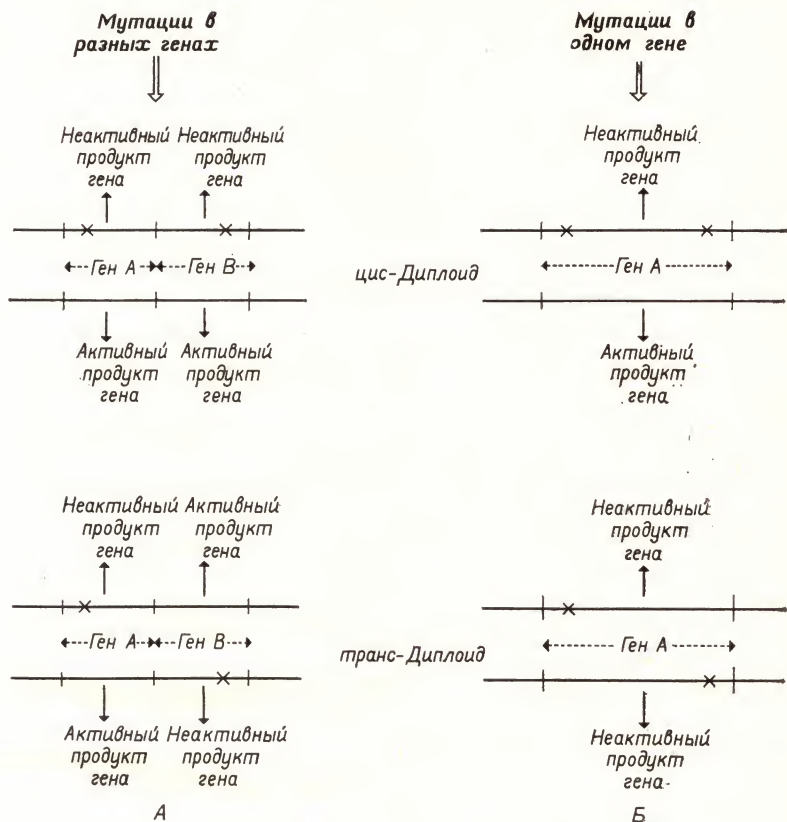 Мутации в
разных генах
Неактивный
продукт
гена
Неактивный
продукт
гена
Ген А
Ген В
Активный
продукт
гена
Активный
продукт
гена
цис-Диплоид
Мутации в
одном гене
Неактивный
продукт
гена
Ген А
Активный
продукт
гена
Неактивный
продукт
гена
Активный
продукт
гена
Ген А
Ген В
Активный
продукт
гена
Неактивный
продукт
гена
А
транс-Диплоид
Неактивный
продукт
гена
Ген А
Неактивный
продукт
гена
Б